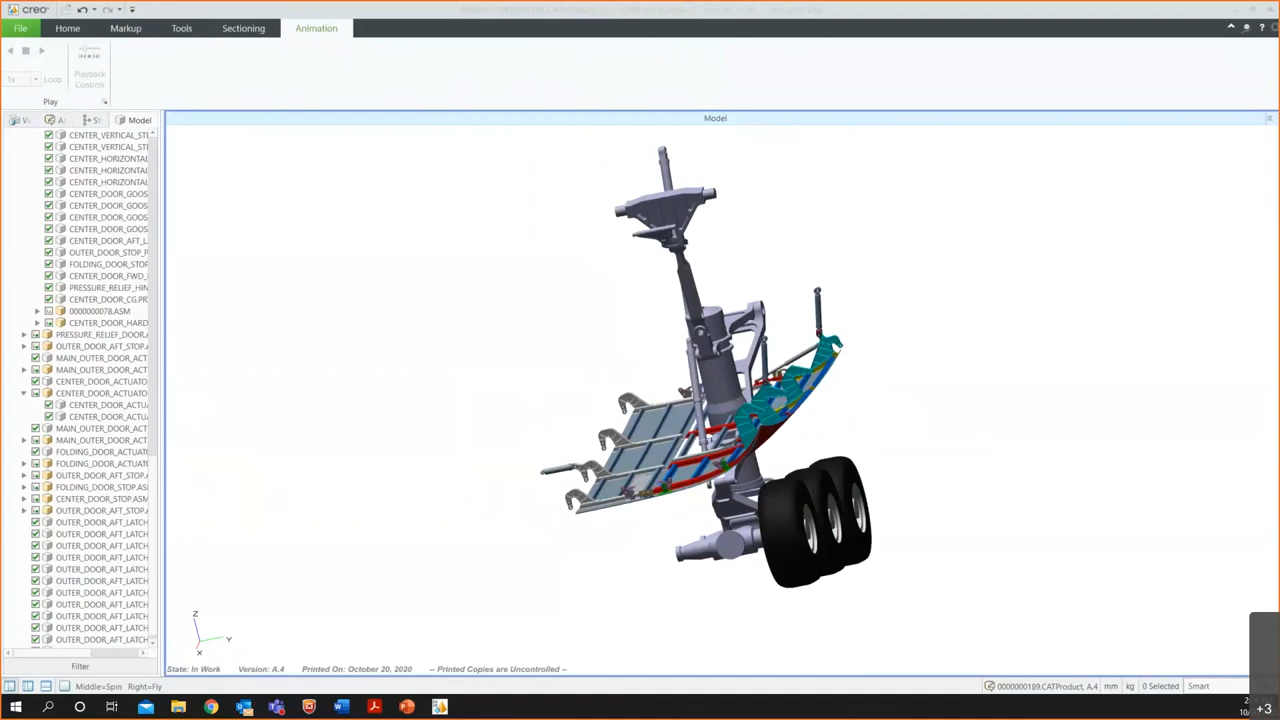 creo
File Home Markup Tools Sectioning Animation
1x Loop Playback Controls
Play
Model
Model
CENTER_VERTICAL_STI
CENTER_VERTICAL_STI
CENTER_HORIZONTAL
CENTER_HORIZONTAL
CENTER_HORIZONTAL
CENTER_DOOR_GOOS
CENTER_DOOR_GOOS
CENTER_DOOR_GOOS
CENTER_DOOR_GOOS
CENTER_DOOR_AFT_L
OUTER_DOOR_STOP_P
FOLDING_DOOR_STOP
CENTER_DOOR_FWD_
PRESSURE_RELIEF_HIN
CENTER_DOOR_CG.PR
0000000078.ASM
CENTER_DOOR_HARD
PRESSURE_RELIEF_DOOR.
OUTER_DOOR_AFT_STOP.
MAIN_OUTER_DOOR_ACT
MAIN_OUTER_DOOR_ACT
CENTER_DOOR_ACTUATO
CENTER_DOOR_ACTUATO
CENTER_DOOR_ACTU
CENTER_DOOR_ACTU
MAIN_OUTER_DOOR_ACT
MAIN_OUTER_DOOR_ACT
FOLDING_DOOR_ACTUATO
FOLDING_DOOR_ACTUATO
OUTER_DOOR_AFT_STOP.
FOLDING_DOOR_STOP.AS
CENTER_DOOR_STOP.ASM
OUTER_DOOR_AFT_STOP.
OUTER_DOOR_AFT_LATCH
OUTER_DOOR_AFT_LATCH
OUTER_DOOR_AFT_LATCH
OUTER_DOOR_AFT_LATCH
OUTER_DOOR_AFT_LATCH
OUTER_DOOR_AFT_LATCH
OUTER_DOOR_AFT_LATCH
OUTER_DOOR_AFT_LATCH
OUTER_DOOR_AFT_LATCH
OUTER_DOOR_AFT_LATCH
OUTER_DOOR_AFT_LATCH
Filter
Z
Y
X
State: In Work Version: A.4 Printed On: October 20, 2020 -- Printed Copies are Uncontrolled --
Middle=Spin Right=Fly
0000000189.CATProduct, A.4 mm kg 0 Selected Smart
+3